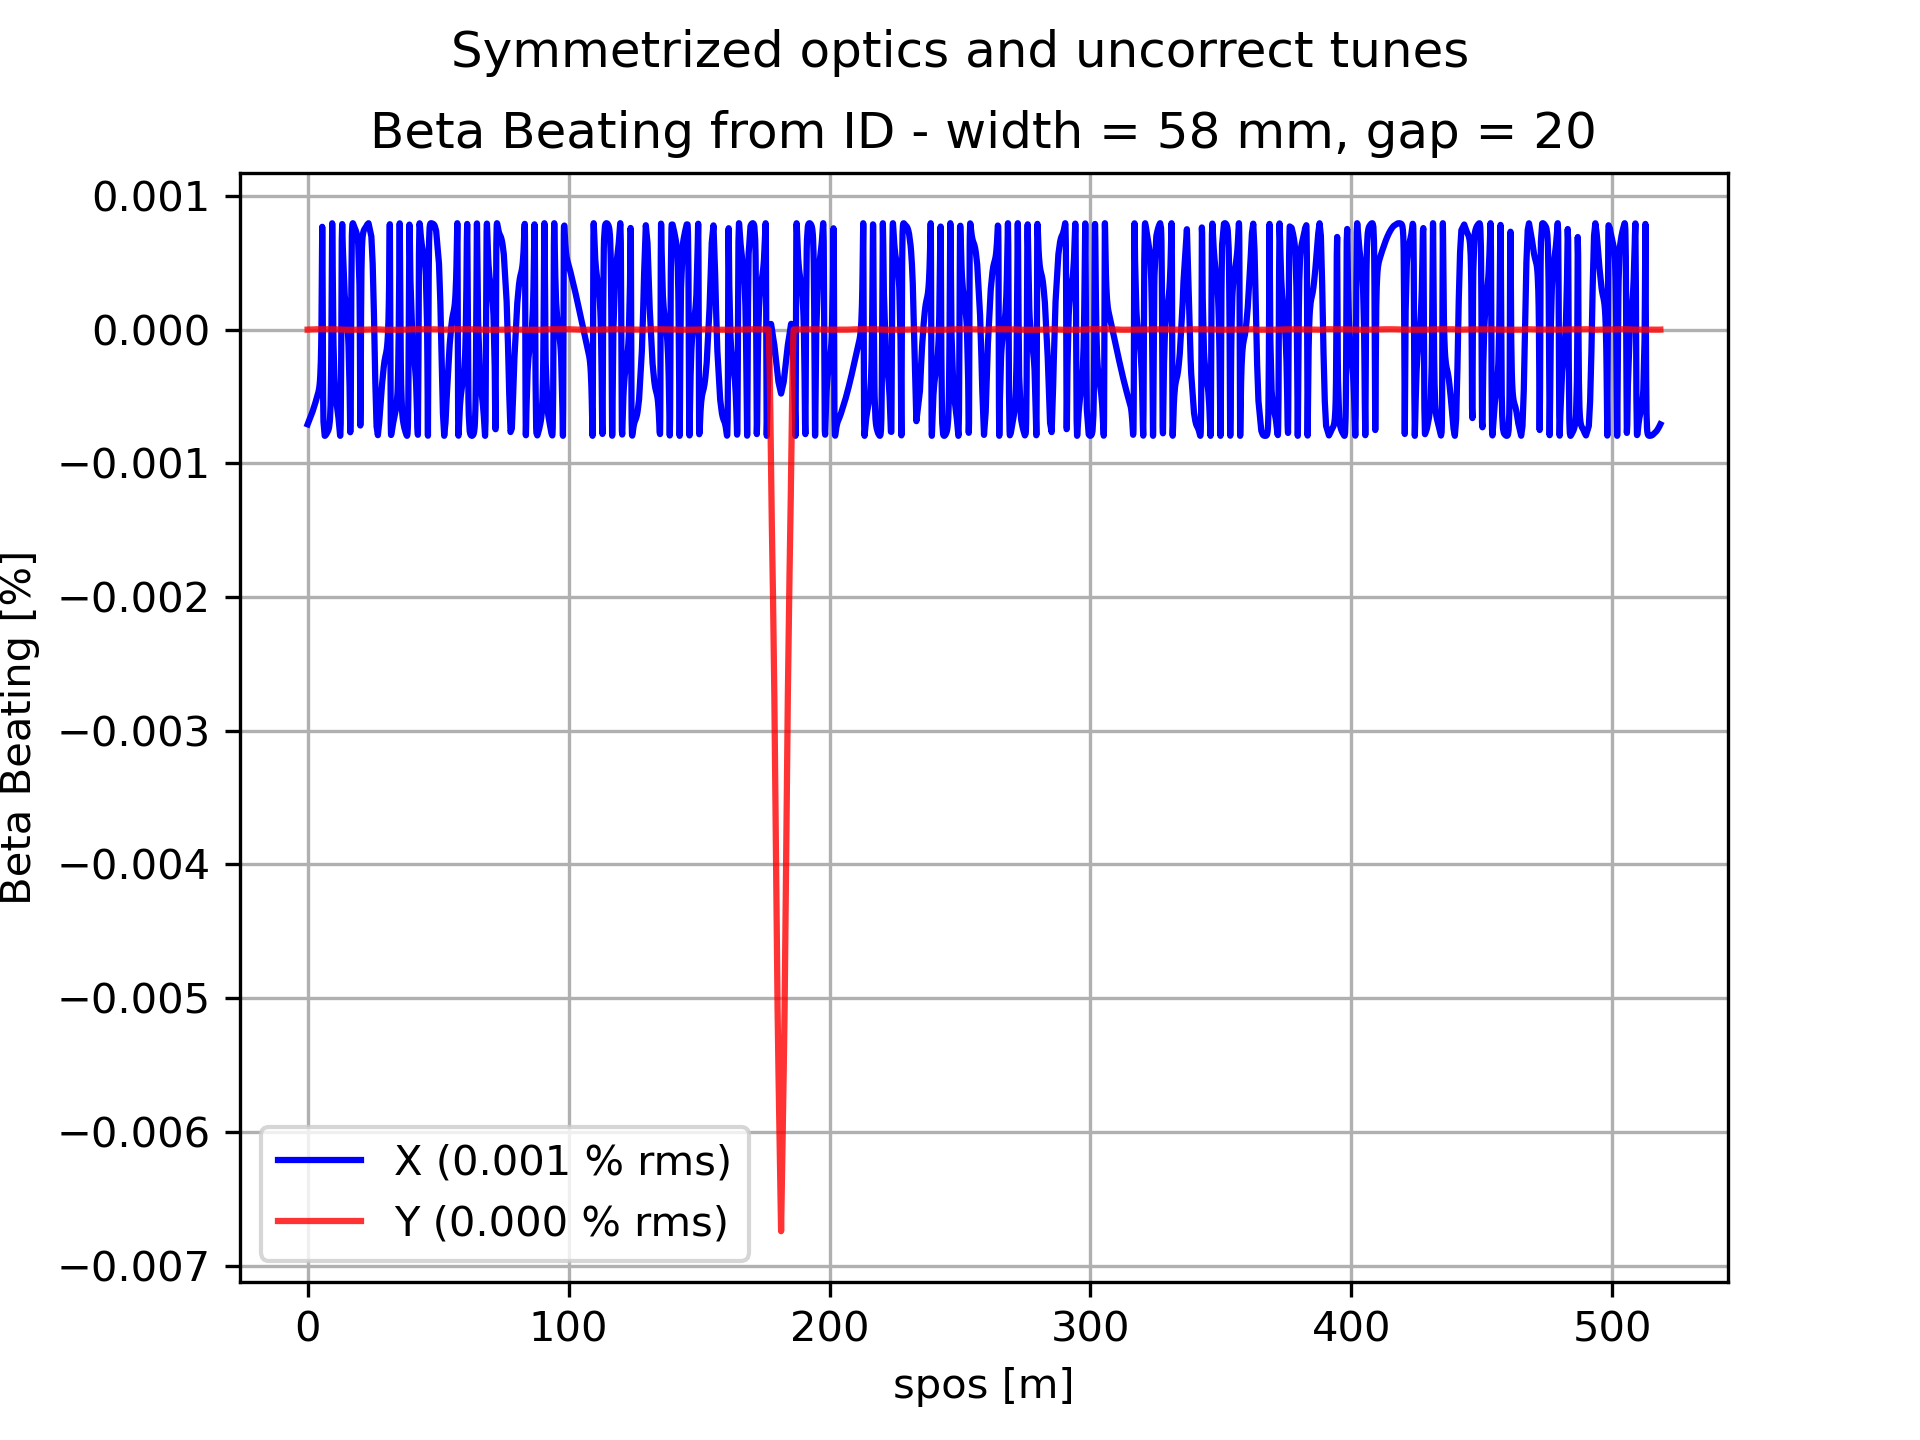 Symmetrized optics and uncorrect tunes
Beta Beating from ID - width = 58 mm, gap = 20
0.001
0.000
−0.001
−0.002
−0.003
−0.004
−0.005
−0.006
−0.007
Beta Beating [%]
X (0.001 % rms)
Y (0.000 % rms)
0 100 200 300 400 500
spos [m]